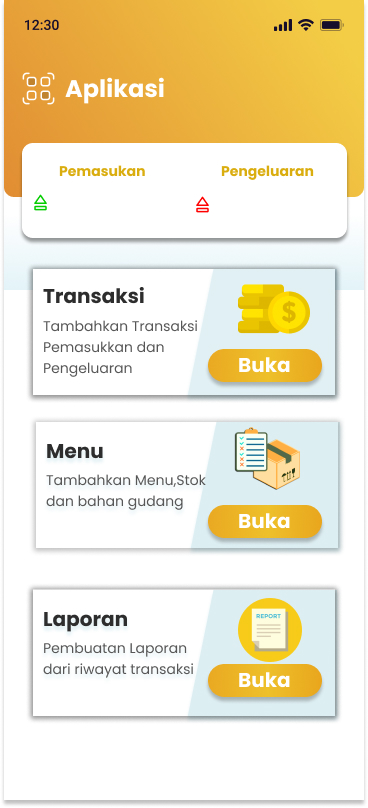 12:30
Aplikasi
Pemasukan Pengeluaran
Transaksi
Tambahkan Transaksi
Pemasukkan dan
Pengeluaran
$
Buka
Menu
Tambahkan Menu,Stok
dan bahan gudang
Buka
Laporan
Pembuatan Laporan
dari riwayat transaksi
REPORT
Buka